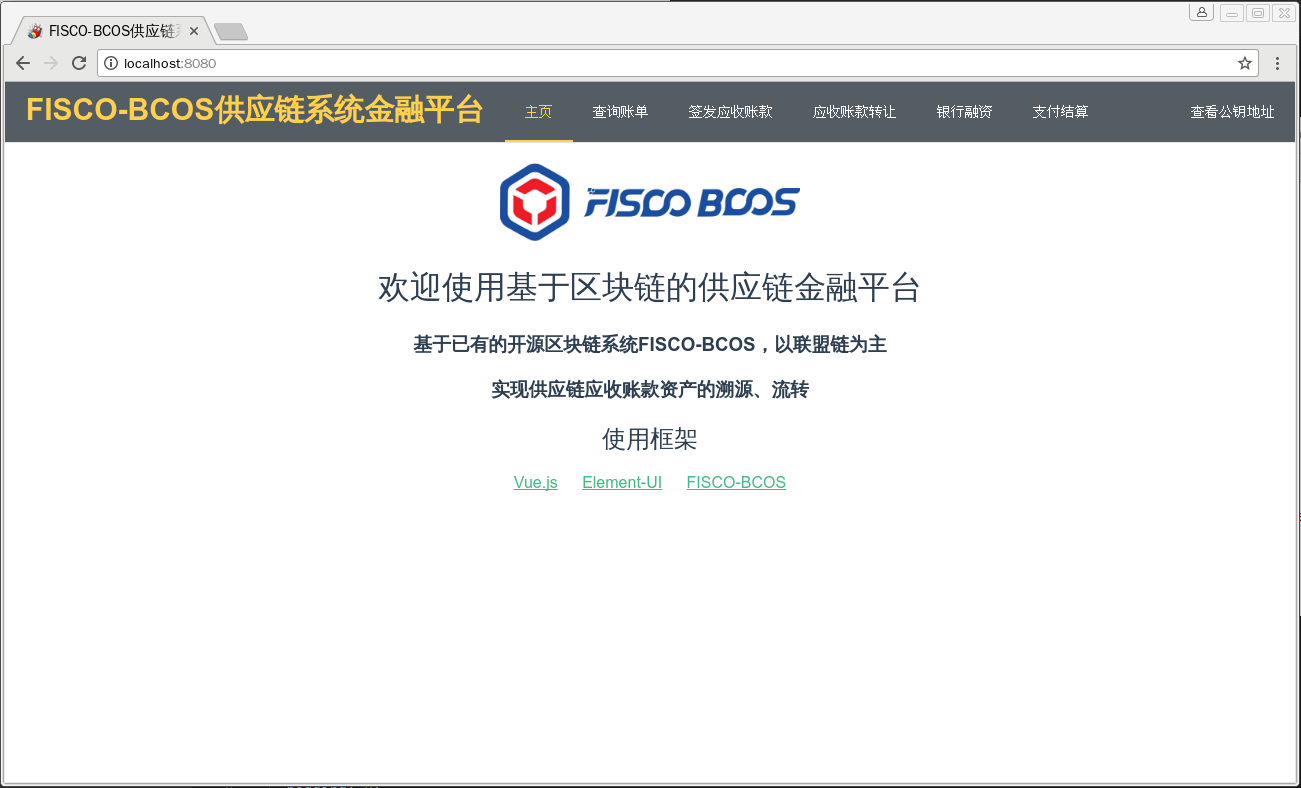 FISCO-BCOS供应链
localhost:8080
FISCO-BCOS供应链系统金融平台 主页 查询账单 签发应收账款 应收账款转让 银行融资 支付结算 查看公钥地址
FISCO BCOS
欢迎使用基于区块链的供应链金融平台
基于已有的开源区块链系统FISCO-BCOS，以联盟链为主
实现供应链应收账款资产的溯源、流转
使用框架
Vue.js Element-UI FISCO-BCOS